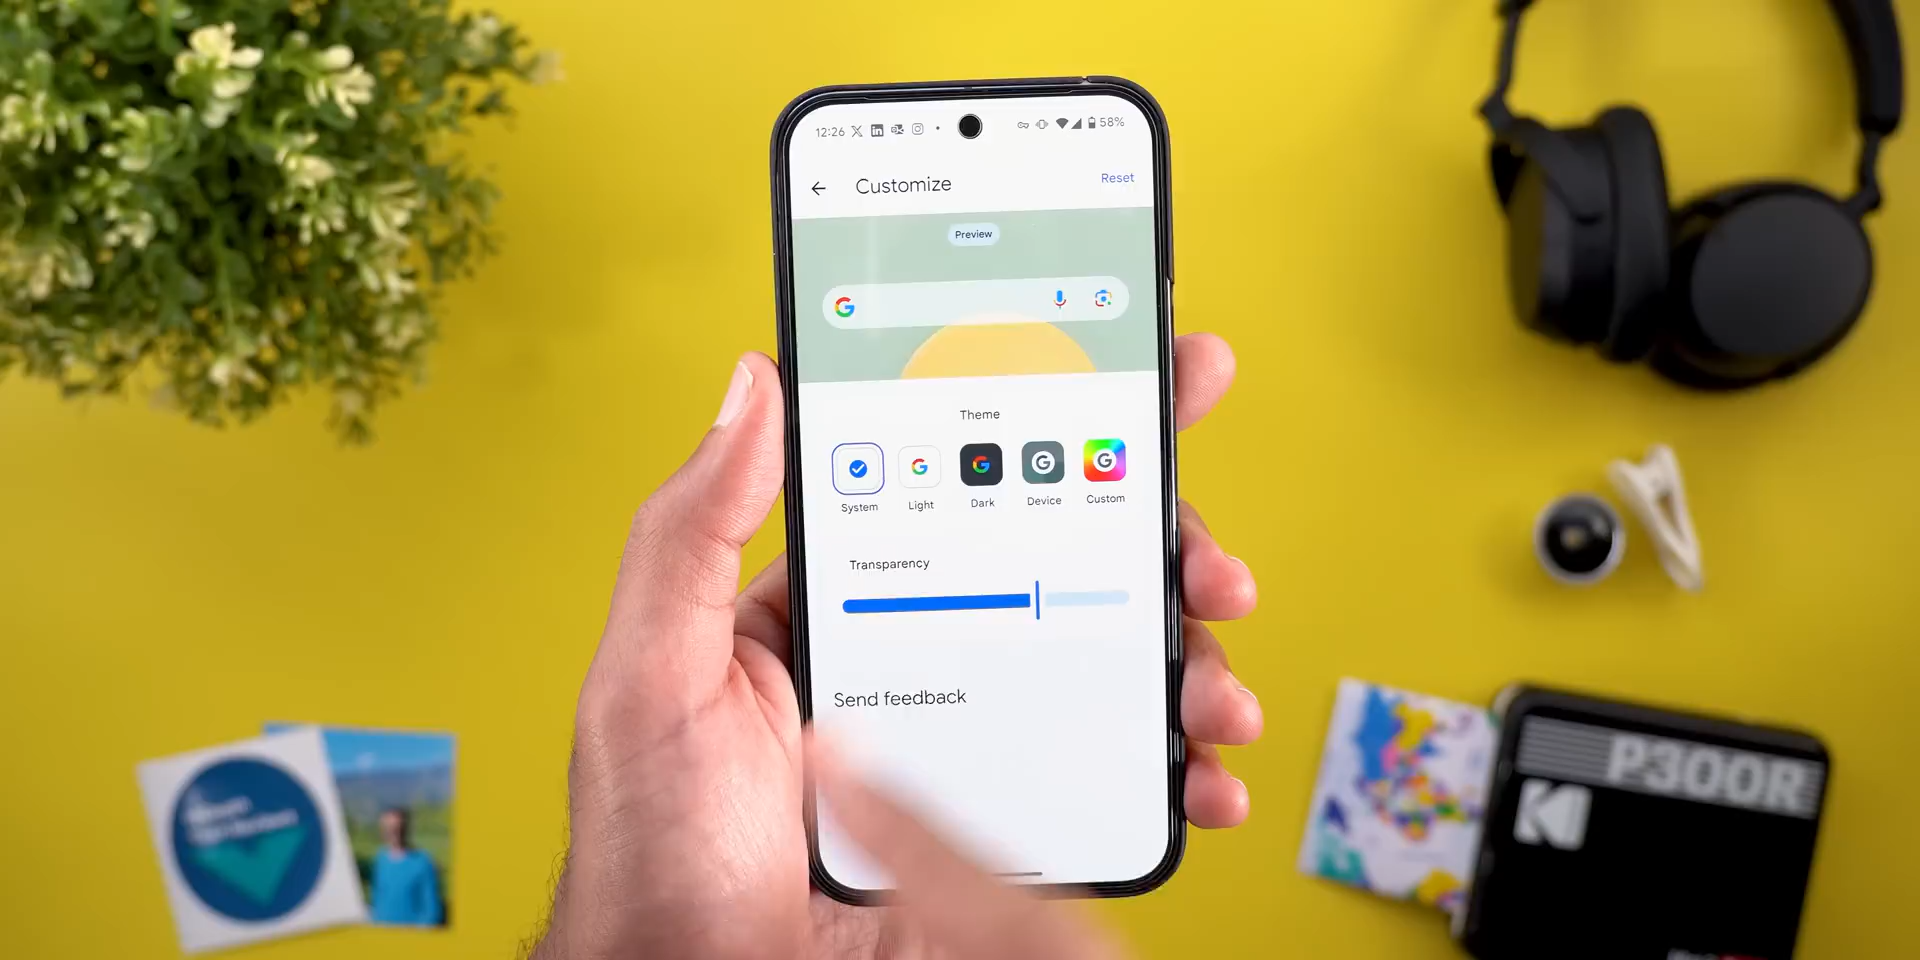 12:26
58%
Customize
Reset
Preview
Theme
System
Light
Dark
Device
Custom
Transparency
Send feedback
P300R